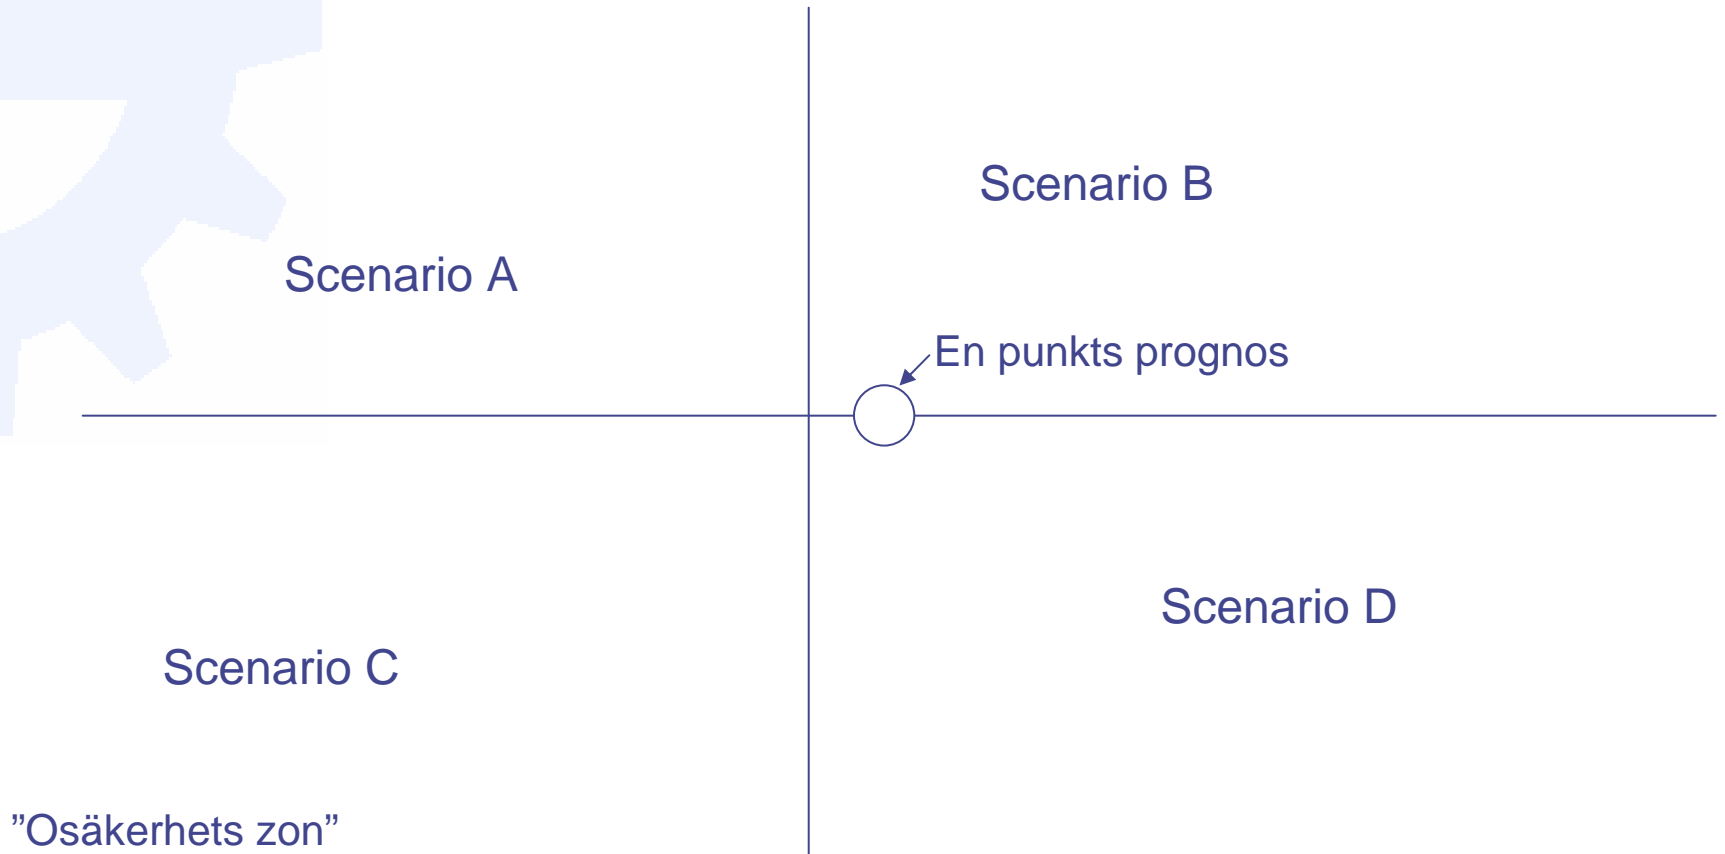 Scenario B
Scenario A
En punkts prognos
Scenario D
Scenario C
”Osäkerhets zon”